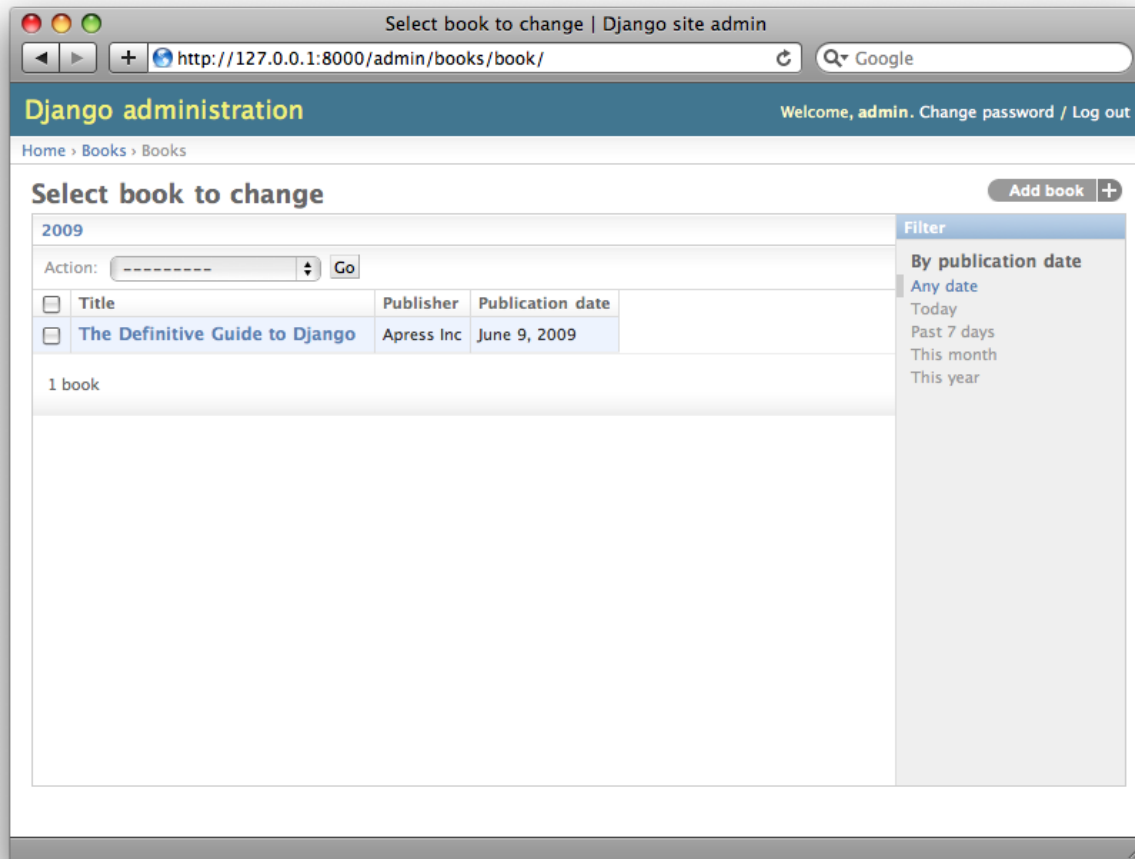 Select book to change | Django site admin
+ http://127.0.0.1:8000/admin/books/book/ Google
Django administration Welcome, admin. Change password / Log out
Home › Books › Books
Select book to change Add book +
2009 Filter
Action: --------- Go By publication date
Any date
Title Publisher Publication date Today
The Definitive Guide to Django Apress Inc June 9, 2009 Past 7 days
This month
1 book This year